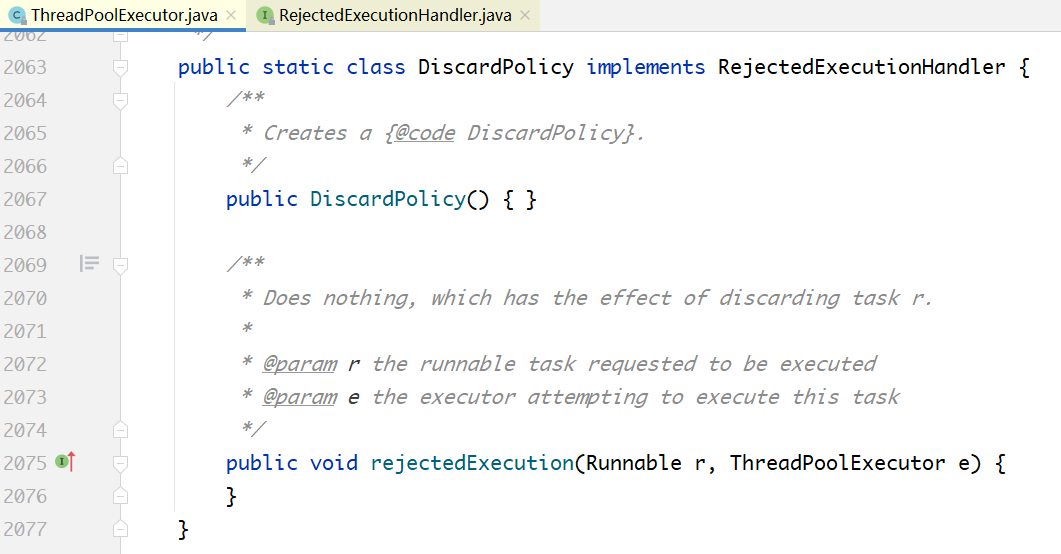 ThreadPoolExecutor.java RejectedExecutionHandler.java
2062 */
2063 public static class DiscardPolicy implements RejectedExecutionHandler {
2064 /**
2065 * Creates a {@code DiscardPolicy}.
2066 */
2067 public DiscardPolicy() { }
2068
2069 /**
2070 * Does nothing, which has the effect of discarding task r.
2071 *
2072 * @param r the runnable task requested to be executed
2073 * @param e the executor attempting to execute this task
2074 */
2075 public void rejectedExecution(Runnable r, ThreadPoolExecutor e) {
2076 }
2077 }